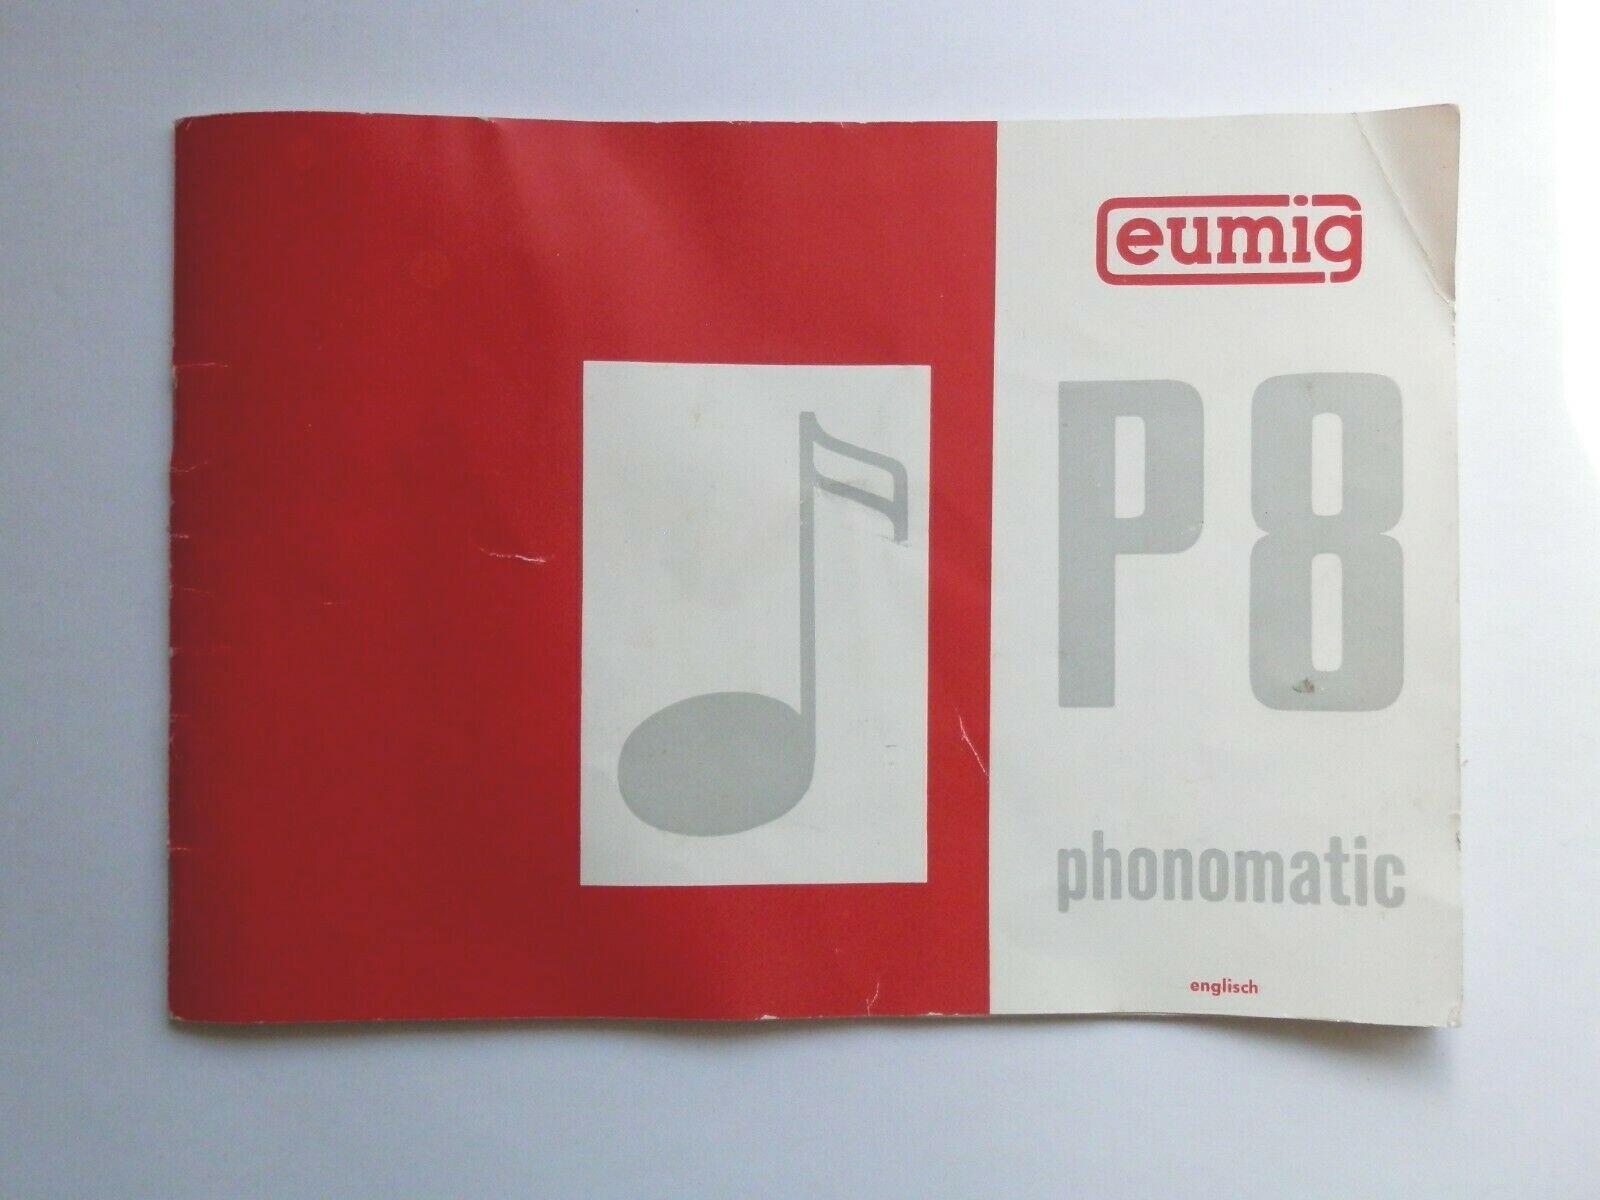 eumig
P8
phonomatic
englisch